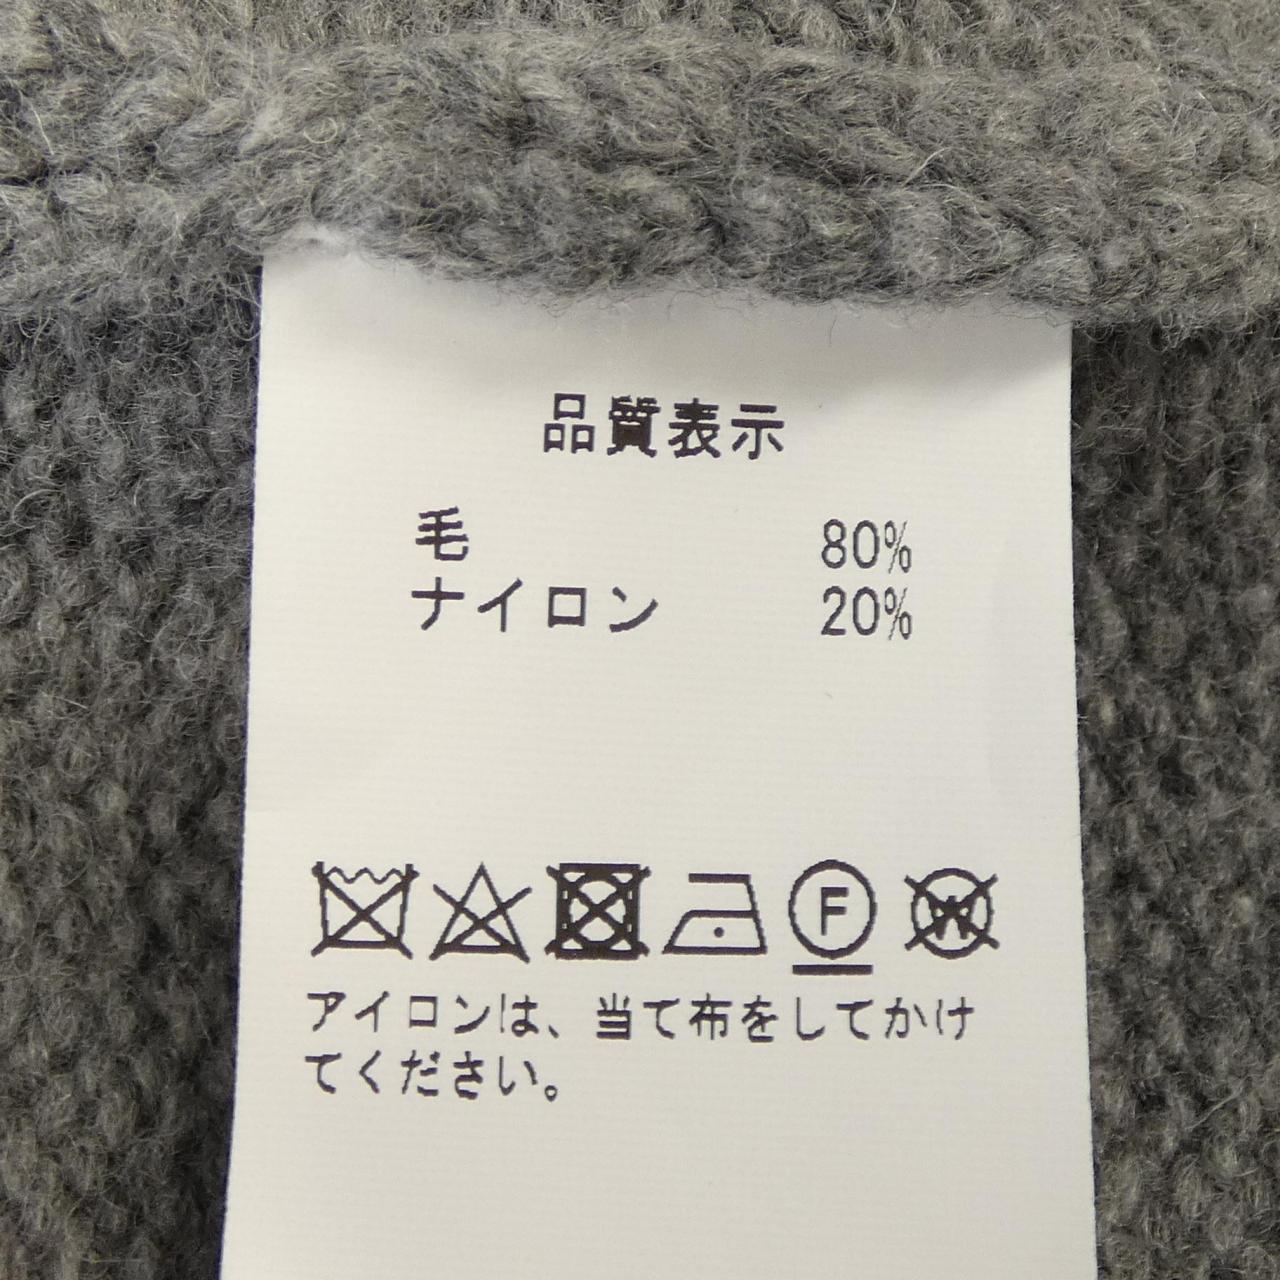 品質表示
毛 80%
ナイロン 20%
F W
アイロンは、当て布をしてかけ
てください。